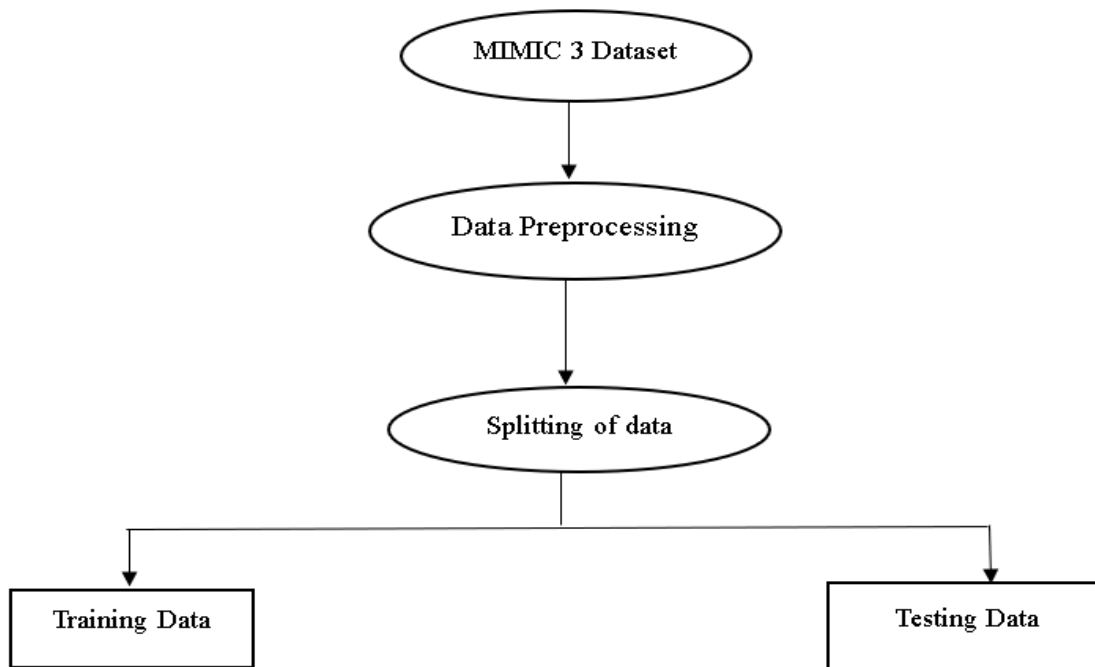 MIMIC 3 Dataset
Data Preprocessing
Splitting of data
Training Data
Testing Data